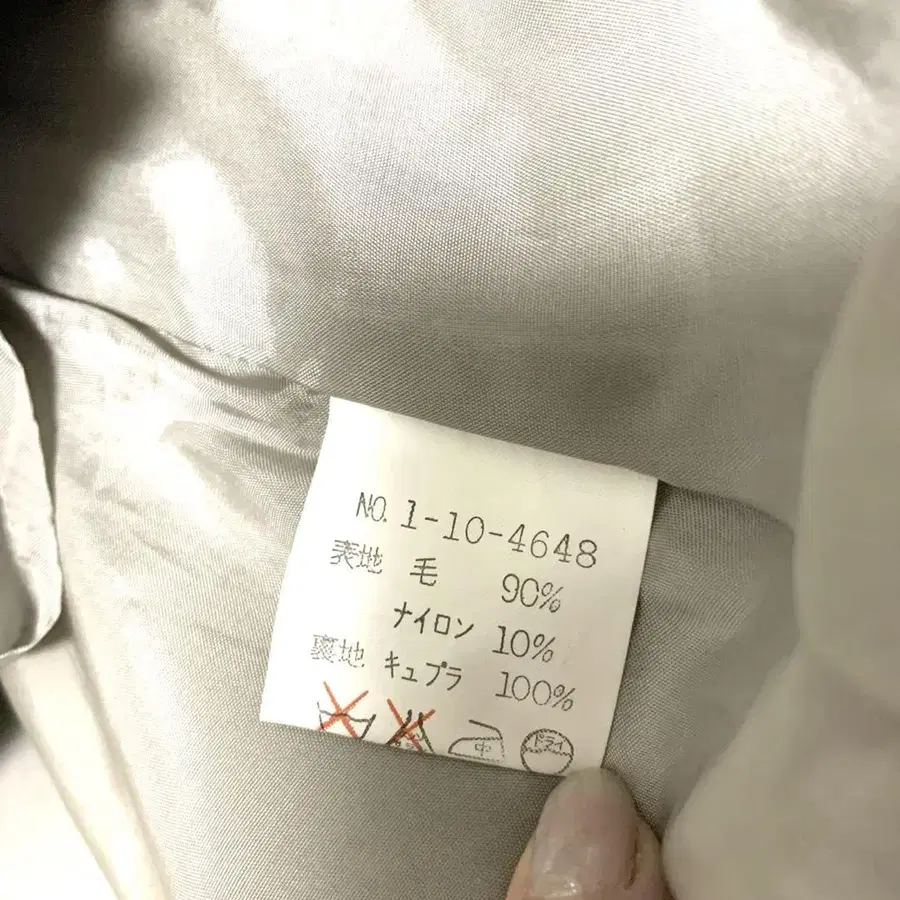 NO. 1-10-4648
表地 毛 90%
ナイロン 10%
裏地 キュプラ 100%
中 ドライ